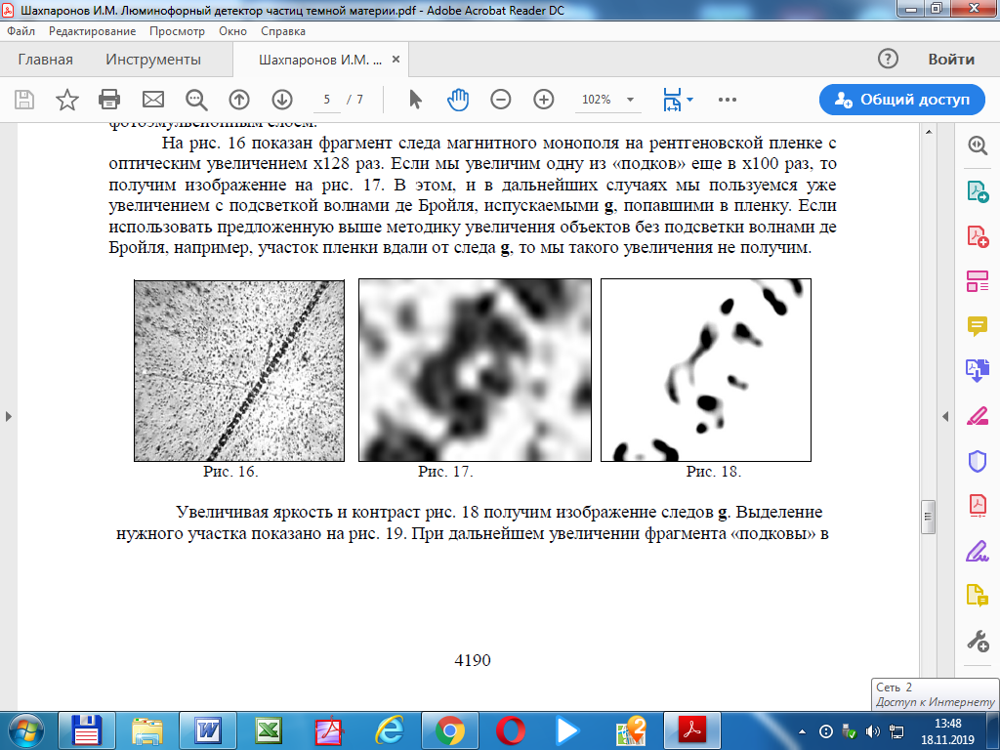 Шахпаронов И.М. Люминофорный детектор частиц темной материи.pdf - Adobe Acrobat Reader DC
Файл Редактирование Просмотр Окно Справка
Главная Инструменты Шахпаронов И.М. ... × Войти
5 / 7 102% Общий доступ
фотоэмульсионным слоем.
На рис. 16 показан фрагмент следа магнитного монополя на рентгеновской пленке с
оптическим увеличением х128 раз. Если мы увеличим одну из «подков» еще в х100 раз, то
получим изображение на рис. 17. В этом, и в дальнейших случаях мы пользуемся уже
увеличением с подсветкой волнами де Бройля, испускаемыми g, попавшими в пленку. Если
использовать предложенную выше методику увеличения объектов без подсветки волнами де
Бройля, например, участок пленки вдали от следа g, то мы такого увеличения не получим.
Рис. 16. Рис. 17. Рис. 18.
Увеличивая яркость и контраст рис. 18 получим изображение следов g. Выделение
нужного участка показано на рис. 19. При дальнейшем увеличении фрагмента «подковы» в
4190
Сеть 2
Доступ к Интернету
13:48
18.11.2019